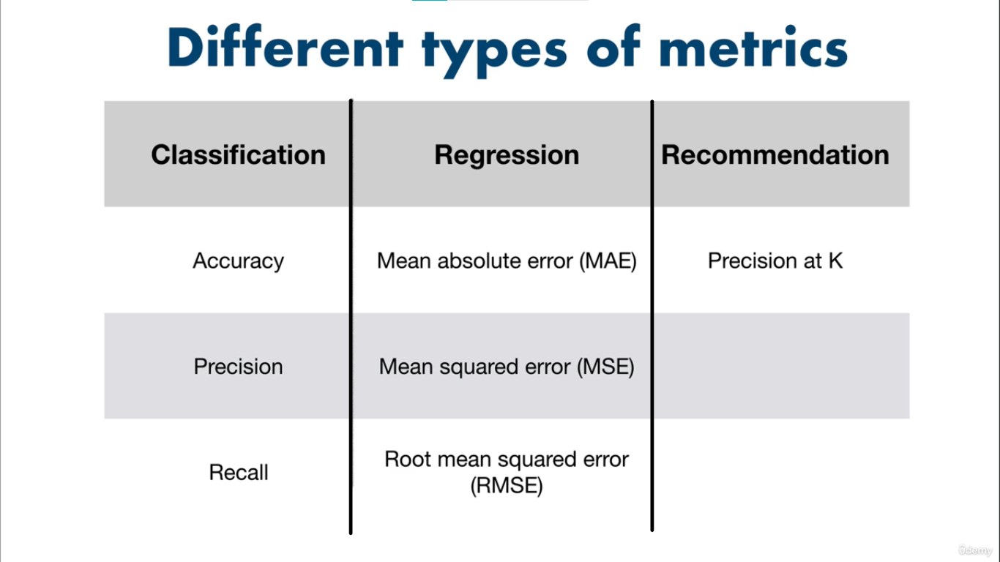 Different types of metrics
Classification Regression Recommendation
Accuracy Mean absolute error (MAE) Precision at K
Precision Mean squared error (MSE)
Recall Root mean squared error
(RMSE)
ûdemy